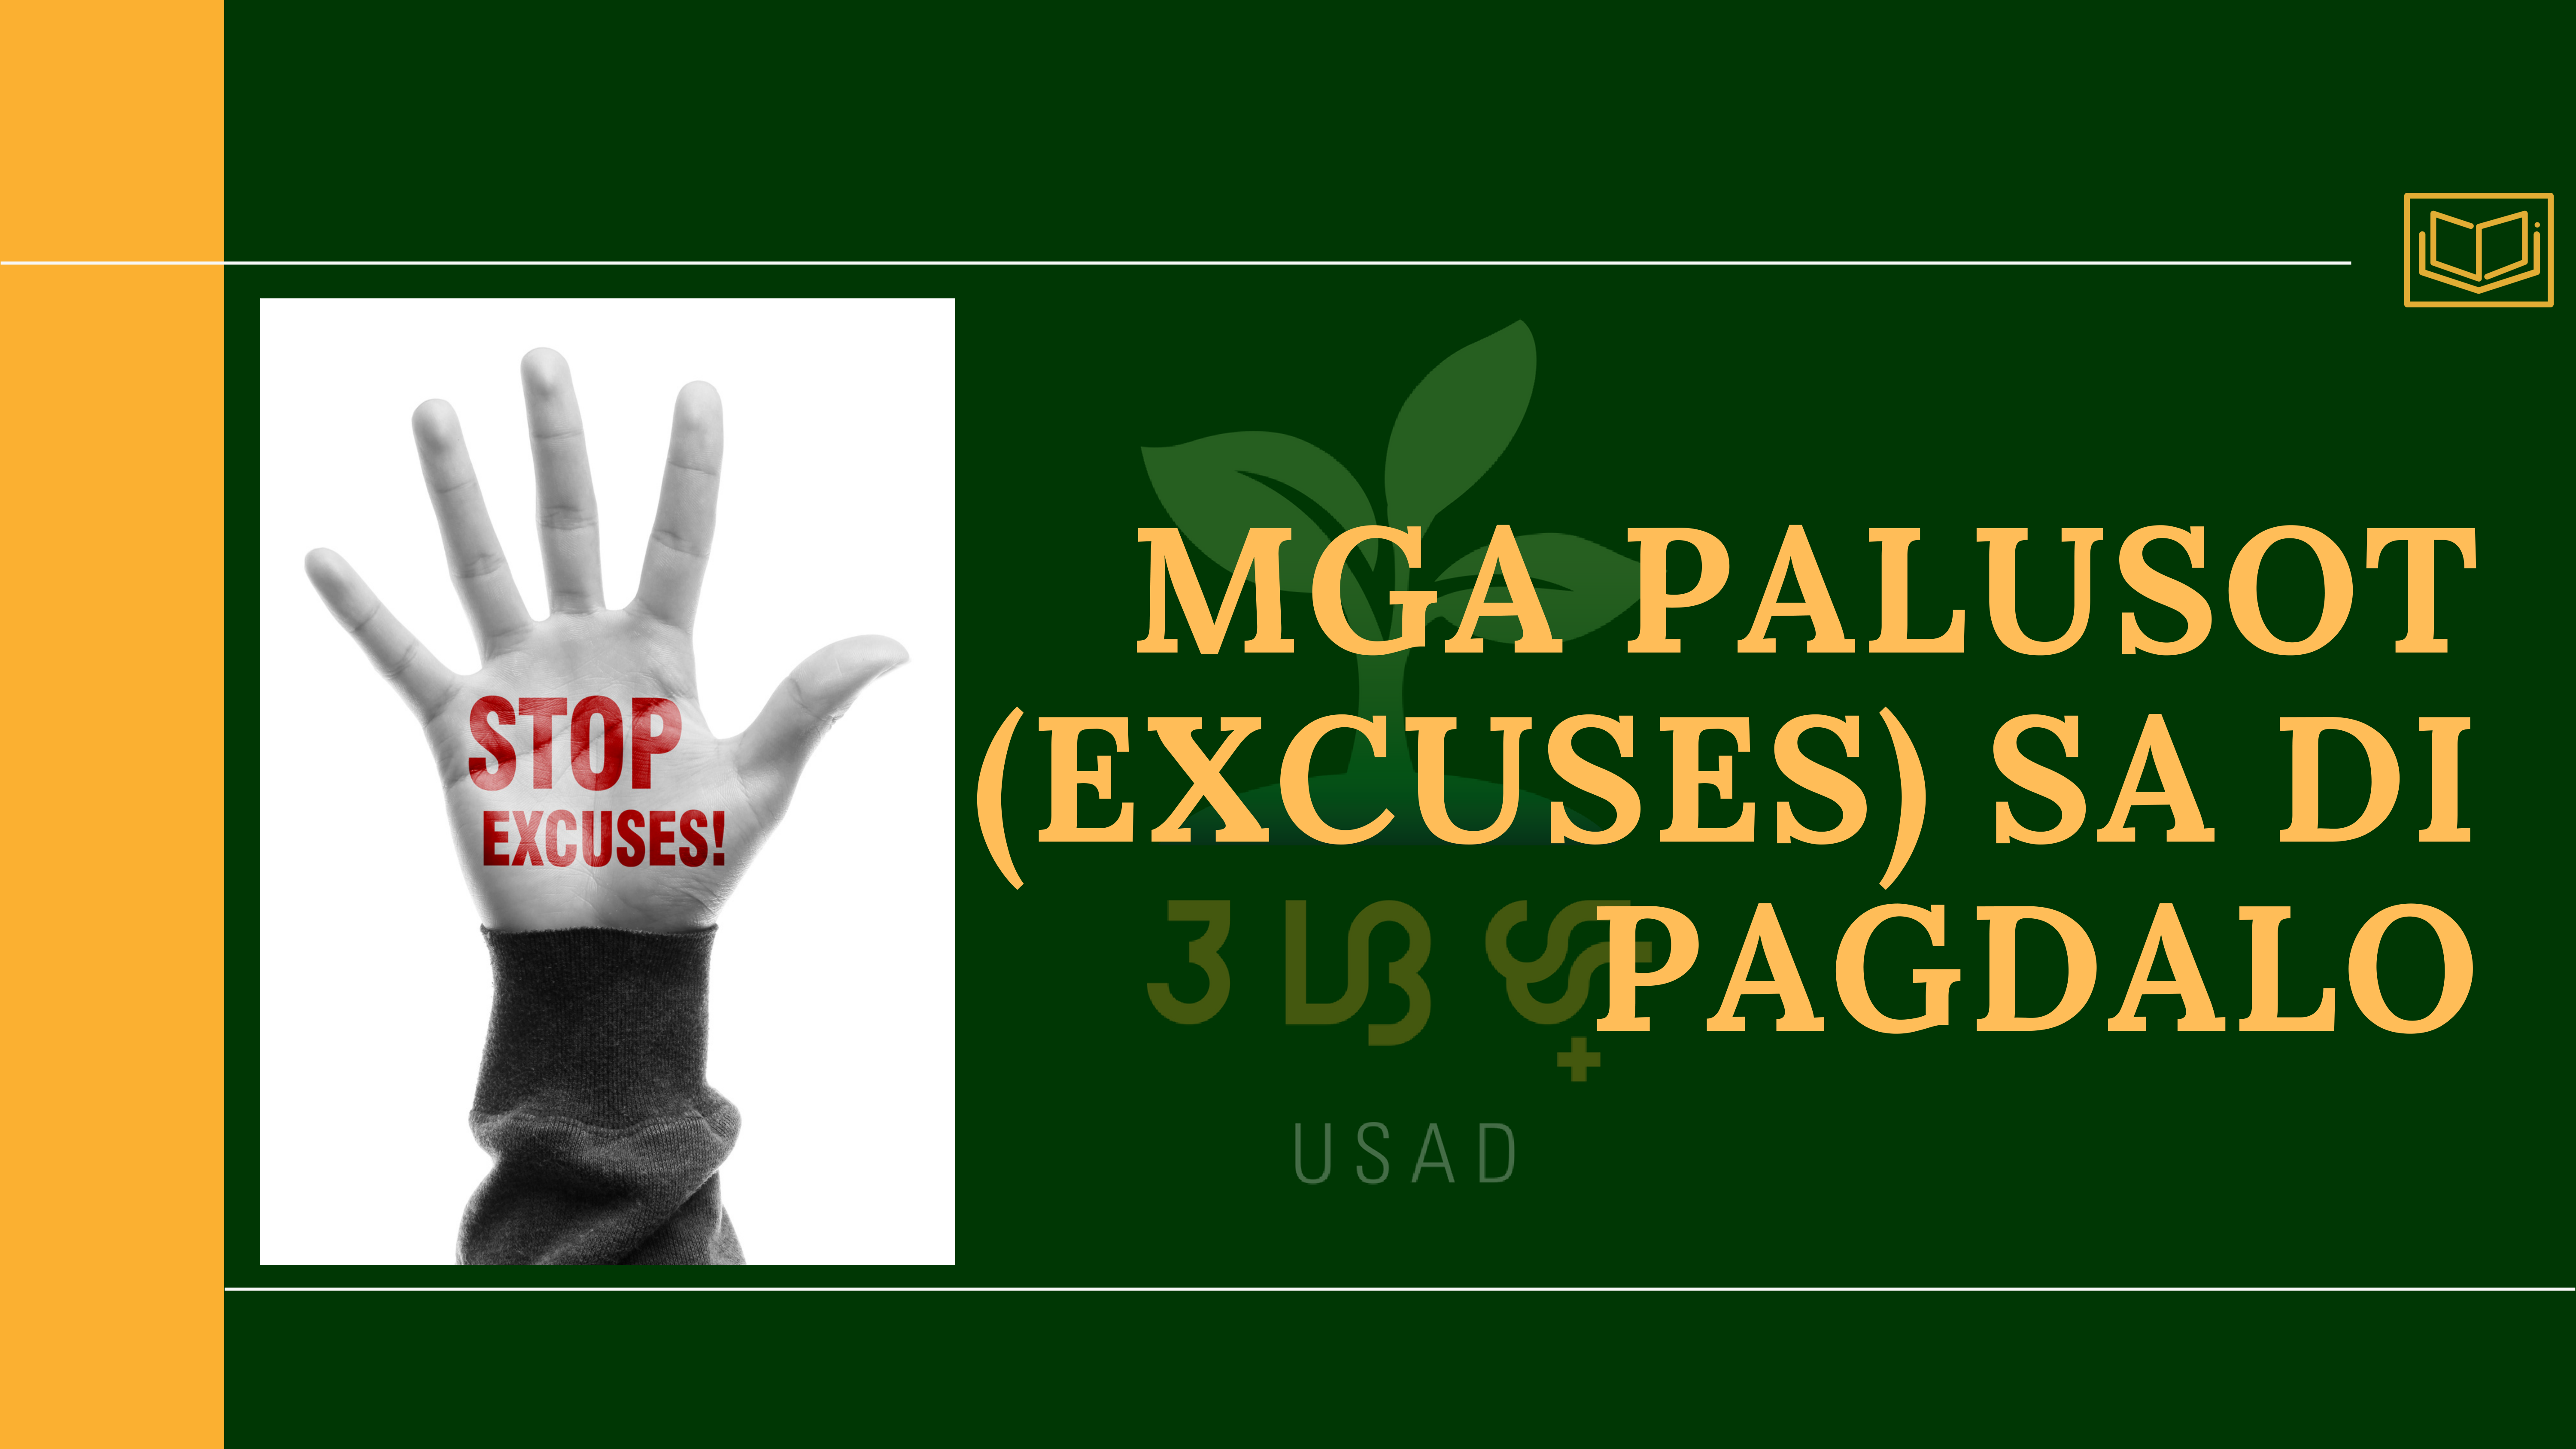 STOP
EXCUSES!
MGA PALUSOT
(EXCUSES) SA DI
PAGDALO
USAD